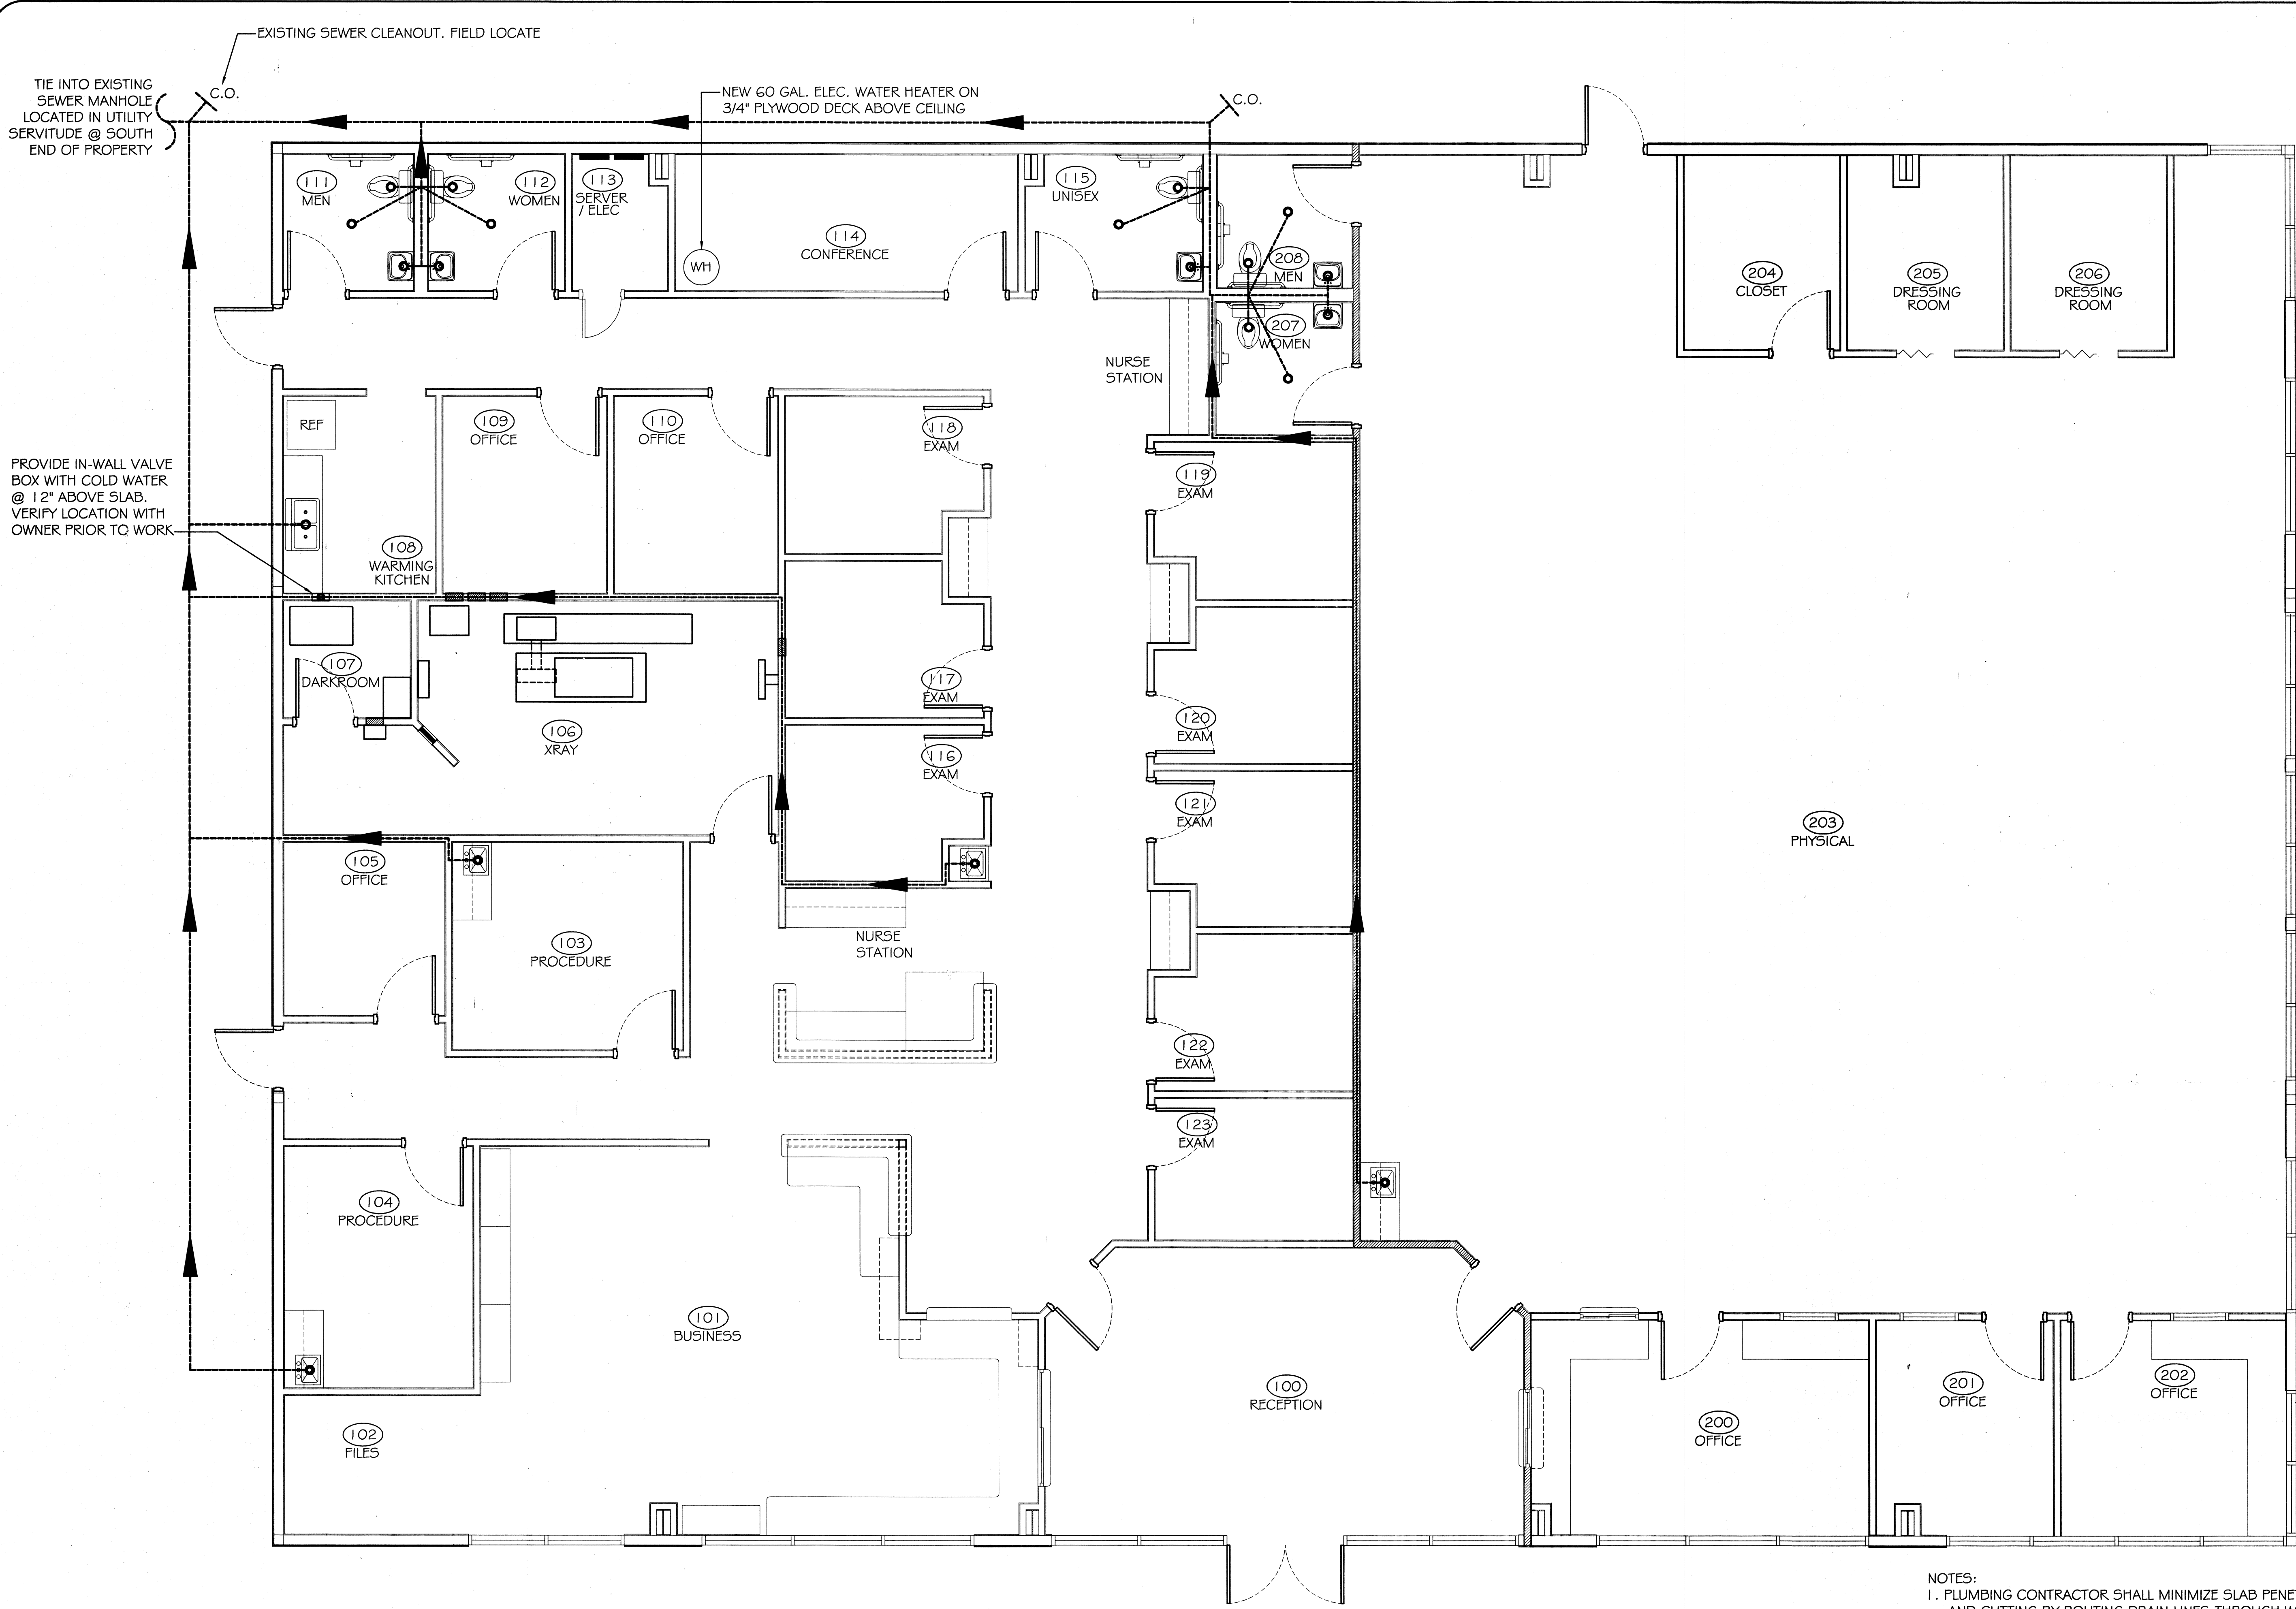 EXISTING SEWER CLEANOUT. FIELD LOCATE
TIE INTO EXISTING
SEWER MANHOLE
LOCATED IN UTILITY
SERVITUDE @ SOUTH
END OF PROPERTY
C.O.
NEW 60 GAL. ELEC. WATER HEATER ON
3/4" PLYWOOD DECK ABOVE CEILING
C.O.
111
MEN
112
WOMEN
113
SERVER
/ ELEC
WH
114
CONFERENCE
115
UNISEX
208
MEN
207
WOMEN
204
CLOSET
205
DRESSING
ROOM
206
DRESSING
ROOM
NURSE
STATION
REF
109
OFFICE
110
OFFICE
118
EXAM
119
EXAM
PROVIDE IN-WALL VALVE
BOX WITH COLD WATER
@ 12" ABOVE SLAB.
VERIFY LOCATION WITH
OWNER PRIOR TO WORK
108
WARMING
KITCHEN
107
DARKROOM
106
XRAY
117
EXAM
120
EXAM
116
EXAM
121
EXAM
203
PHYSICAL
105
OFFICE
103
PROCEDURE
NURSE
STATION
122
EXAM
123
EXAM
104
PROCEDURE
101
BUSINESS
100
RECEPTION
102
FILES
200
OFFICE
201
OFFICE
202
OFFICE
NOTES:
1. PLUMBING CONTRACTOR SHALL MINIMIZE SLAB